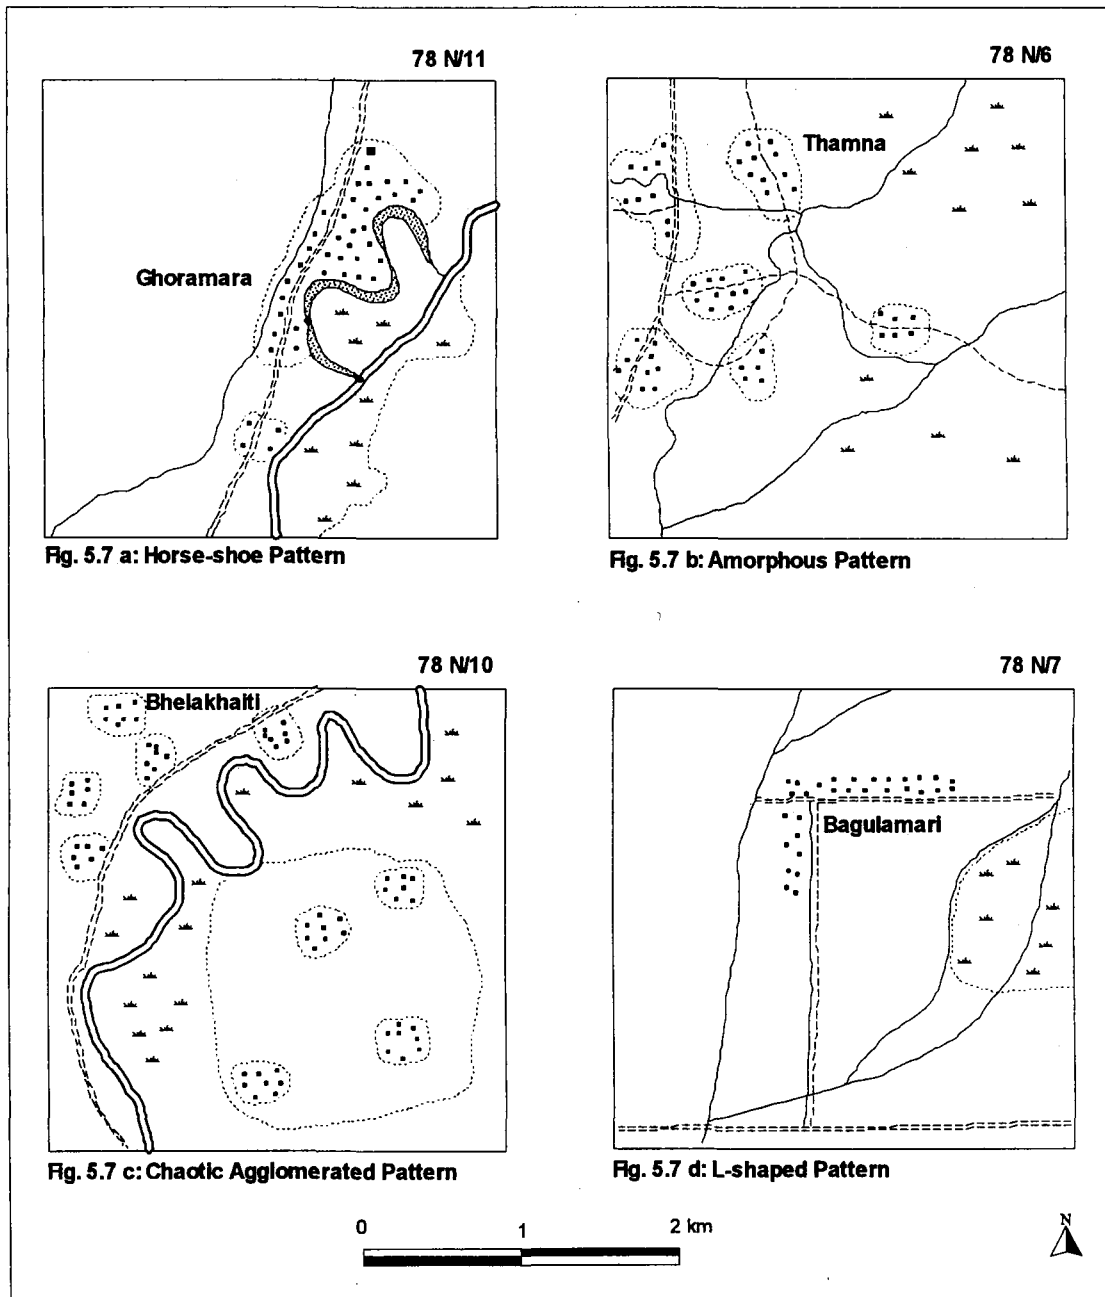 78 N/11
Ghoramara
Fig. 5.7 a: Horse-shoe Pattern
78 N/6
Thamna
Fig. 5.7 b: Amorphous Pattern
78 N/10
Bhelakhaiti
Fig. 5.7 c: Chaotic Agglomerated Pattern
78 N/7
Bagulamari
Fig. 5.7 d: L-shaped Pattern
0 1 2 km
N